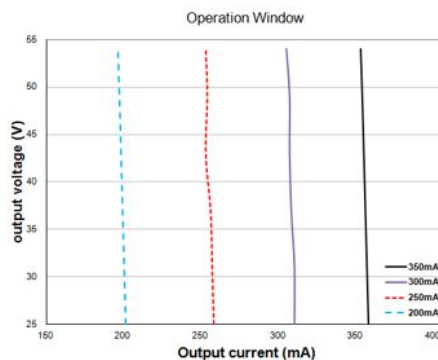 Operation Window
55
50
45
40
35
30
25
output voltage (V)
350mA
300mA
250mA
200mA
150
200
250
300
350
400
Output current (mA)